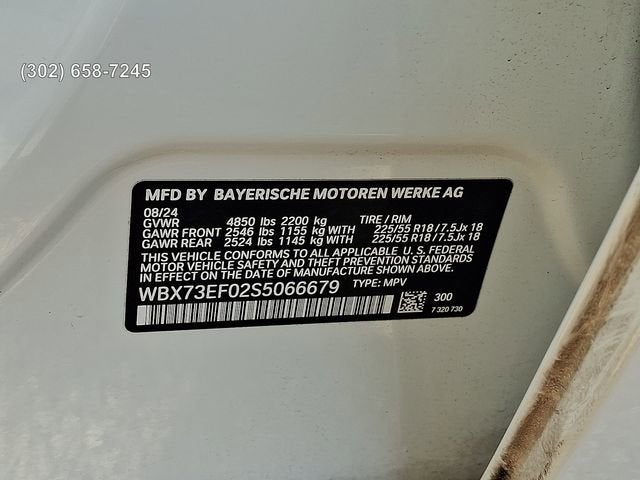 (302) 658-7245
MFD BY BAYERISCHE MOTOREN WERKE AG
08/24
GVWR 4850 lbs 2200 kg TIRE / RIM
GAWR FRONT 2546 lbs 1155 kg WITH 225/55 R18 / 7.5Jx 18
GAWR REAR 2524 lbs 1145 kg WITH 225/55 R18 / 7.5Jx 18
THIS VEHICLE CONFORMS TO ALL APPLICABLE U. S. FEDERAL
MOTOR VEHICLE SAFETY AND THEFT PREVENTION STANDARDS
IN EFFECT ON THE DATE OF MANUFACTURE SHOWN ABOVE.
WBX73EF02S5066679 TYPE: MPV
300
7 320 730